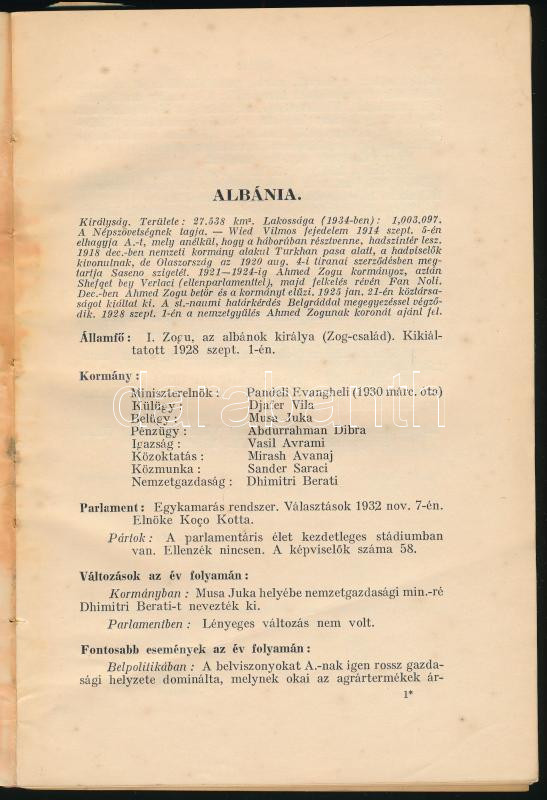 ALBÁNIA.
Királyság. Területe: 27.538 km². Lakossága (1934-ben): 1,003.097.
A Népszövetségnek tagja. — Wied Vilmos fejedelem 1914 szept. 5-én
elhagyja A.-t, mely anélkül, hogy a háborúban résztvenne, hadszíntér lesz.
1918 dec.-ben nemzeti kormány alakul Turkhan pasa alatt, a hadviselők
kivonulnak, de Olaszország az 1920 aug. 4-i tiranai szerződésben meg-
tartja Saseno szigetét. 1921—1924-ig Ahmed Zogu kormányoz, aztán
Shefget bey Verlaci (ellenparlamenttel), majd felkelés révén Fan Noli.
Dec.-ben Ahmed Zogu betör és a kormányt elűzi. 1925 jan. 21-én köztársa-
ságot kiáltat ki. A st.-naumi határkérdés Belgráddal megegyezéssel végző-
dik. 1928 szept. 1-én a nemzetgyűlés Ahmed Zogunak koronát ajánl fel.
Államfő: I. Zogu, az albánok királya (Zog-család). Kikiál-
tatott 1928 szept. 1-én.
Kormány:
Miniszterelnök: Pandeli Evangheli (1930 márc. óta)
Külügy: Djafer Vila
Belügy: Musa Juka
Pénzügy: Abdurrahman Dibra
Igazság: Vasil Avrami
Közoktatás: Mirash Avanaj
Közmunka: Sander Saraci
Nemzetgazdaság: Dhimitri Berati
Parlament: Egykamarás rendszer. Választások 1932 nov. 7-én.
Elnöke Koço Kotta.
Pártok: A parlamentáris élet kezdetleges stádiumban
van. Ellenzék nincsen. A képviselők száma 58.
Változások az év folyamán:
Kormányban: Musa Juka helyébe nemzetgazdasági min.-ré
Dhimitri Berati-t nevezték ki.
Parlamentben: Lényeges változás nem volt.
Fontosabb események az év folyamán:
Belpolitikában: A belviszonyokat A.-nak igen rossz gazda-
sági helyzete dominálta, melynek okai az agrártermékek ár-
1*
darabanth